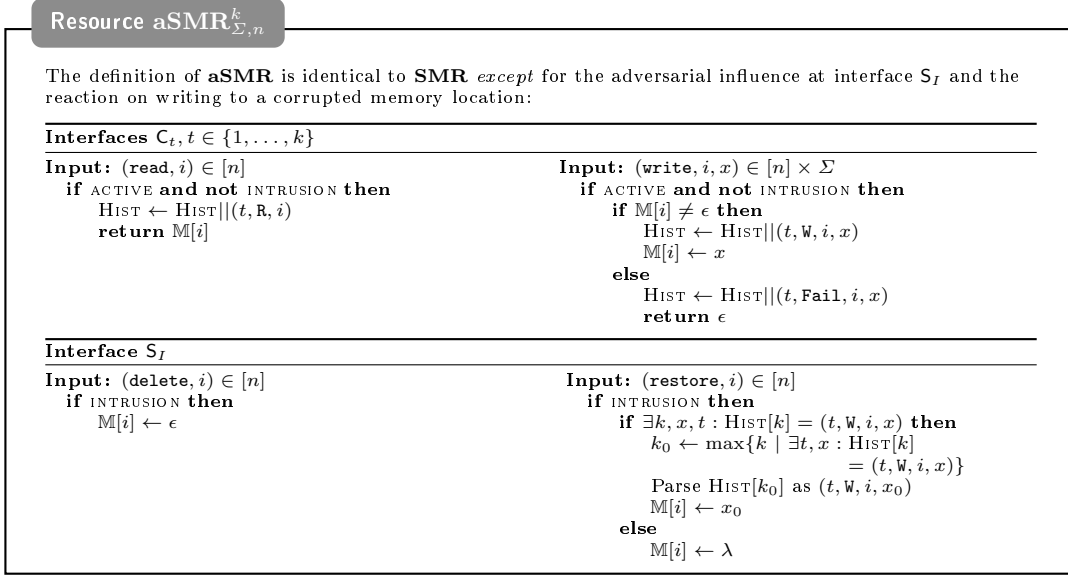 Resource aSMR^k_{Σ,n}
The definition of aSMR is identical to SMR except for the adversarial influence at interface S_I and the
reaction on writing to a corrupted memory location:
Interfaces C_t, t ∈ {1, . . . , k}
Input: (read, i) ∈ [n]
if ACTIVE and not INTRUSION then
HIST ← HIST||(t, R, i)
return 𝕄[i]
Input: (write, i, x) ∈ [n] × Σ
if ACTIVE and not INTRUSION then
if 𝕄[i] ≠ ϵ then
HIST ← HIST||(t, W, i, x)
𝕄[i] ← x
else
HIST ← HIST||(t, Fail, i, x)
return ϵ
Interface S_I
Input: (delete, i) ∈ [n]
if INTRUSION then
𝕄[i] ← ϵ
Input: (restore, i) ∈ [n]
if INTRUSION then
if ∃k, x, t : HIST[k] = (t, W, i, x) then
k_0 ← max{k | ∃t, x : HIST[k]
= (t, W, i, x)}
Parse HIST[k_0] as (t, W, i, x_0)
𝕄[i] ← x_0
else
𝕄[i] ← λ